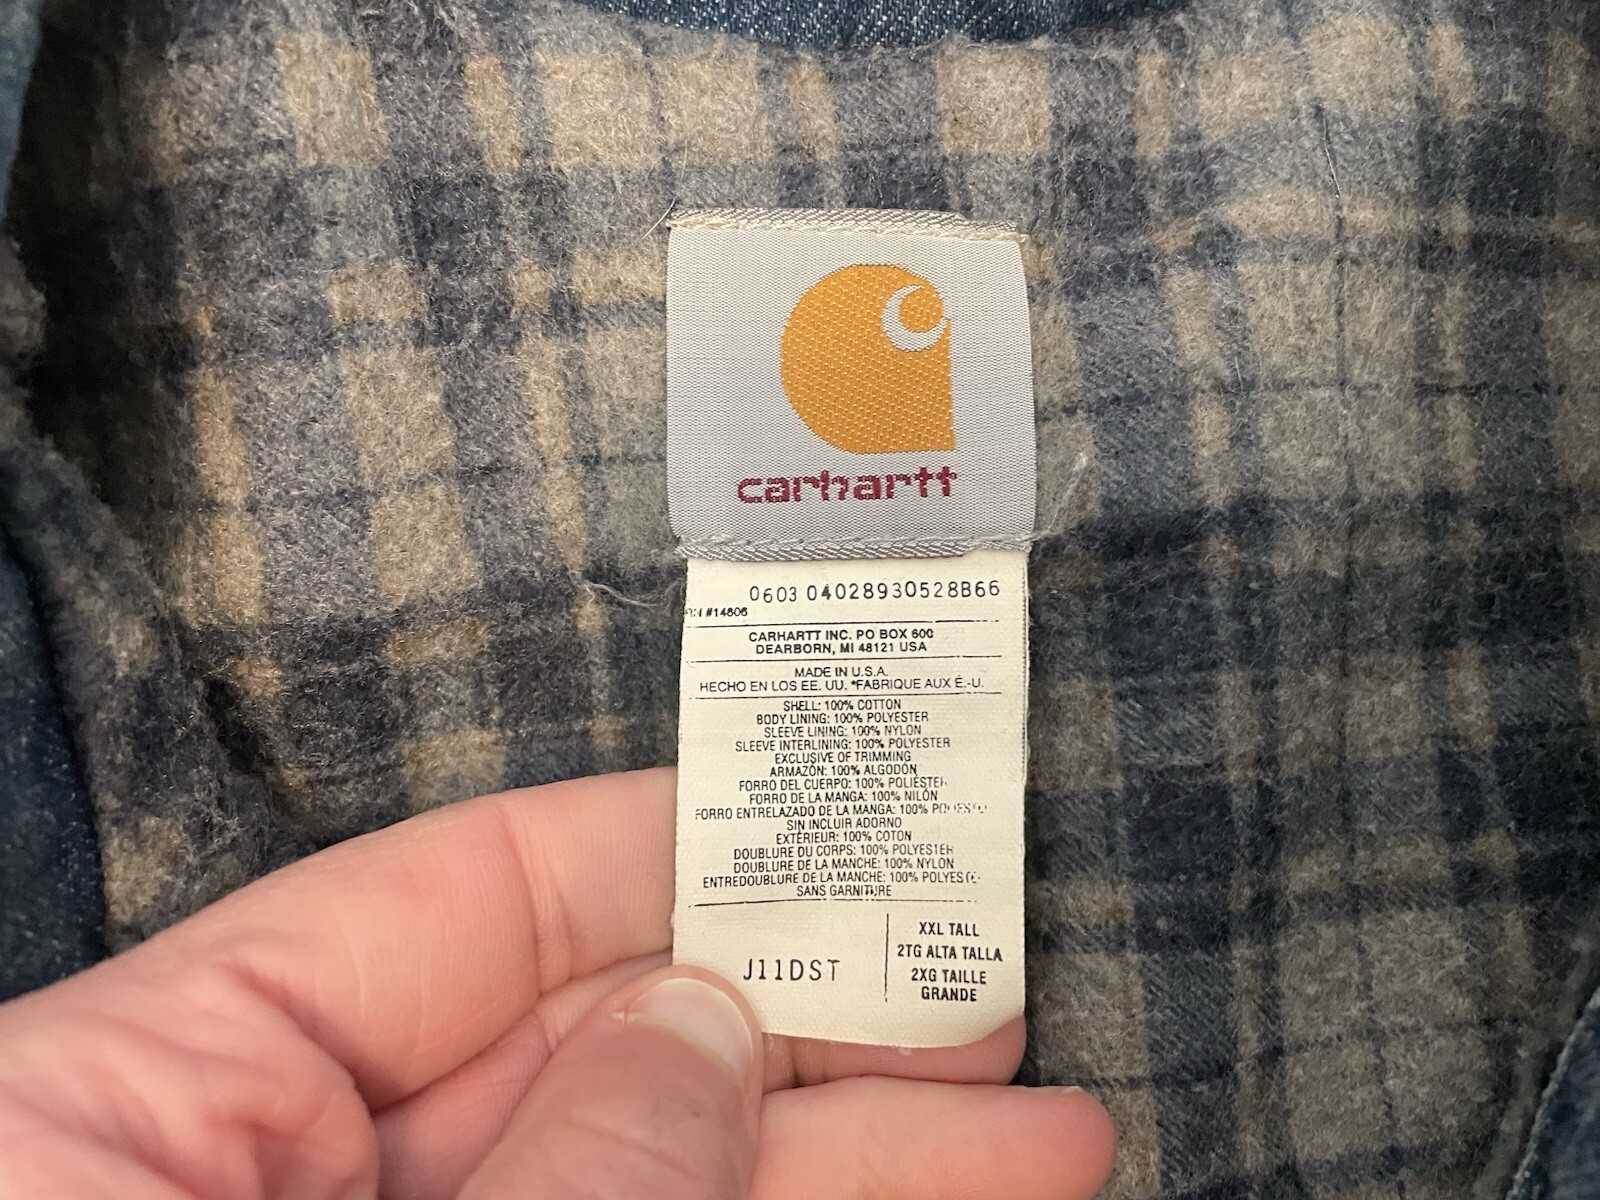 carhartt
0603 04028930528B66
RN #14806
CARHARTT INC. PO BOX 600
DEARBORN, MI 48121 USA
MADE IN U.S.A.
HECHO EN LOS EE. UU. *FABRIQUE AUX É.-U.
SHELL: 100% COTTON
BODY LINING: 100% POLYESTER
SLEEVE LINING: 100% NYLON
SLEEVE INTERLINING: 100% POLYESTER
EXCLUSIVE OF TRIMMING
ARMAZÓN: 100% ALGODÓN
FORRO DEL CUERPO: 100% POLIÉSTER
FORRO DE LA MANGA: 100% NILÓN
FORRO ENTRELAZADO DE LA MANGA: 100%
SIN INCLUIR ADORNO
EXTÉRIEUR: 100% COTON
DOUBLURE DU CORPS: 100% POLYESTER
DOUBLURE DE LA MANCHE: 100% NYLON
ENTREDOUBLURE DE LA MANCHE: 100%
SANS GARNITURE
J11DST
XXL TALL
2TG ALTA TALLA
2XG TAILLE
GRANDE